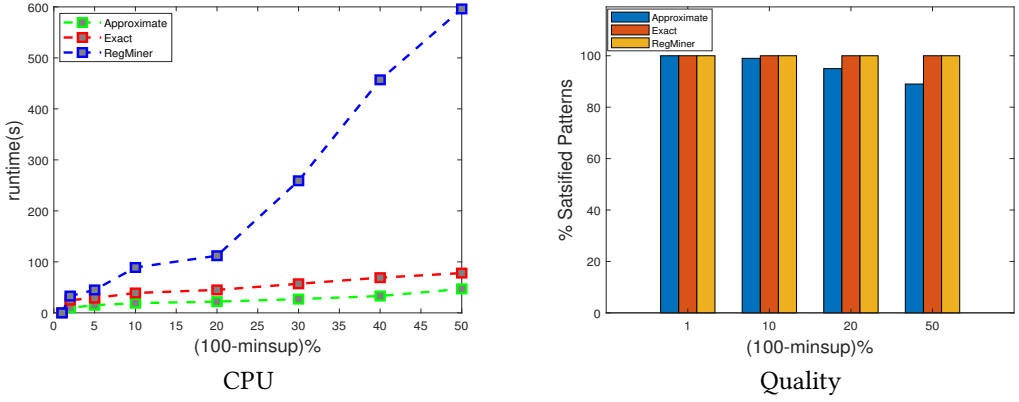 600
500
400
300
200
100
0
runtime(s)
Approximate
Exact
RegMiner
0 5 10 15 20 25 30 35 40 45 50
(100-minsup)%
CPU
100
80
60
40
20
0
% Satsified Patterns
Approximate
Exact
RegMiner
1 10 20 50
(100-minsup)%
Quality